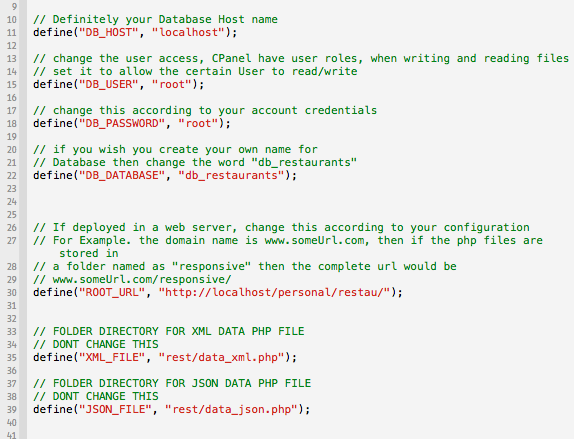 9
10 // Definitely your Database Host name
11 define("DB_HOST", "localhost");
12
13 // change the user access, CPanel have user roles, when writing and reading files
14 // set it to allow the certain User to read/write
15 define("DB_USER", "root");
16
17 // change this according to your account credentials
18 define("DB_PASSWORD", "root");
19
20 // if you wish you create your own name for
21 // Database then change the word "db_restaurants"
22 define("DB_DATABASE", "db_restaurants");
23
24
25
26 // If deployed in a web server, change this according to your configuration
27 // For Example. the domain name is www.someUrl.com, then if the php files are
stored in
28 // a folder named as "responsive" then the complete url would be
29 // www.someUrl.com/responsive/
30 define("ROOT_URL", "http://localhost/personal/restau/");
31
32
33 // FOLDER DIRECTORY FOR XML DATA PHP FILE
34 // DONT CHANGE THIS
35 define("XML_FILE", "rest/data_xml.php");
36
37 // FOLDER DIRECTORY FOR JSON DATA PHP FILE
38 // DONT CHANGE THIS
39 define("JSON_FILE", "rest/data_json.php");
40
41